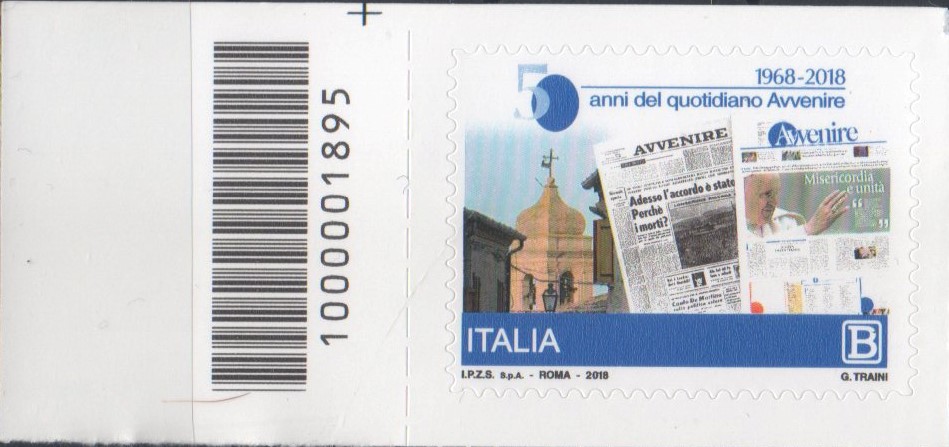 1000001895
50
1968-2018
anni del quotidiano Avvenire
AVVENIRE
Adesso l'accordo è stato
Perchè
i morti?
Avvenire
Misericordia
e unità
ITALIA
B
I.P.Z.S. S.p.A. - ROMA - 2018
G. TRAINI